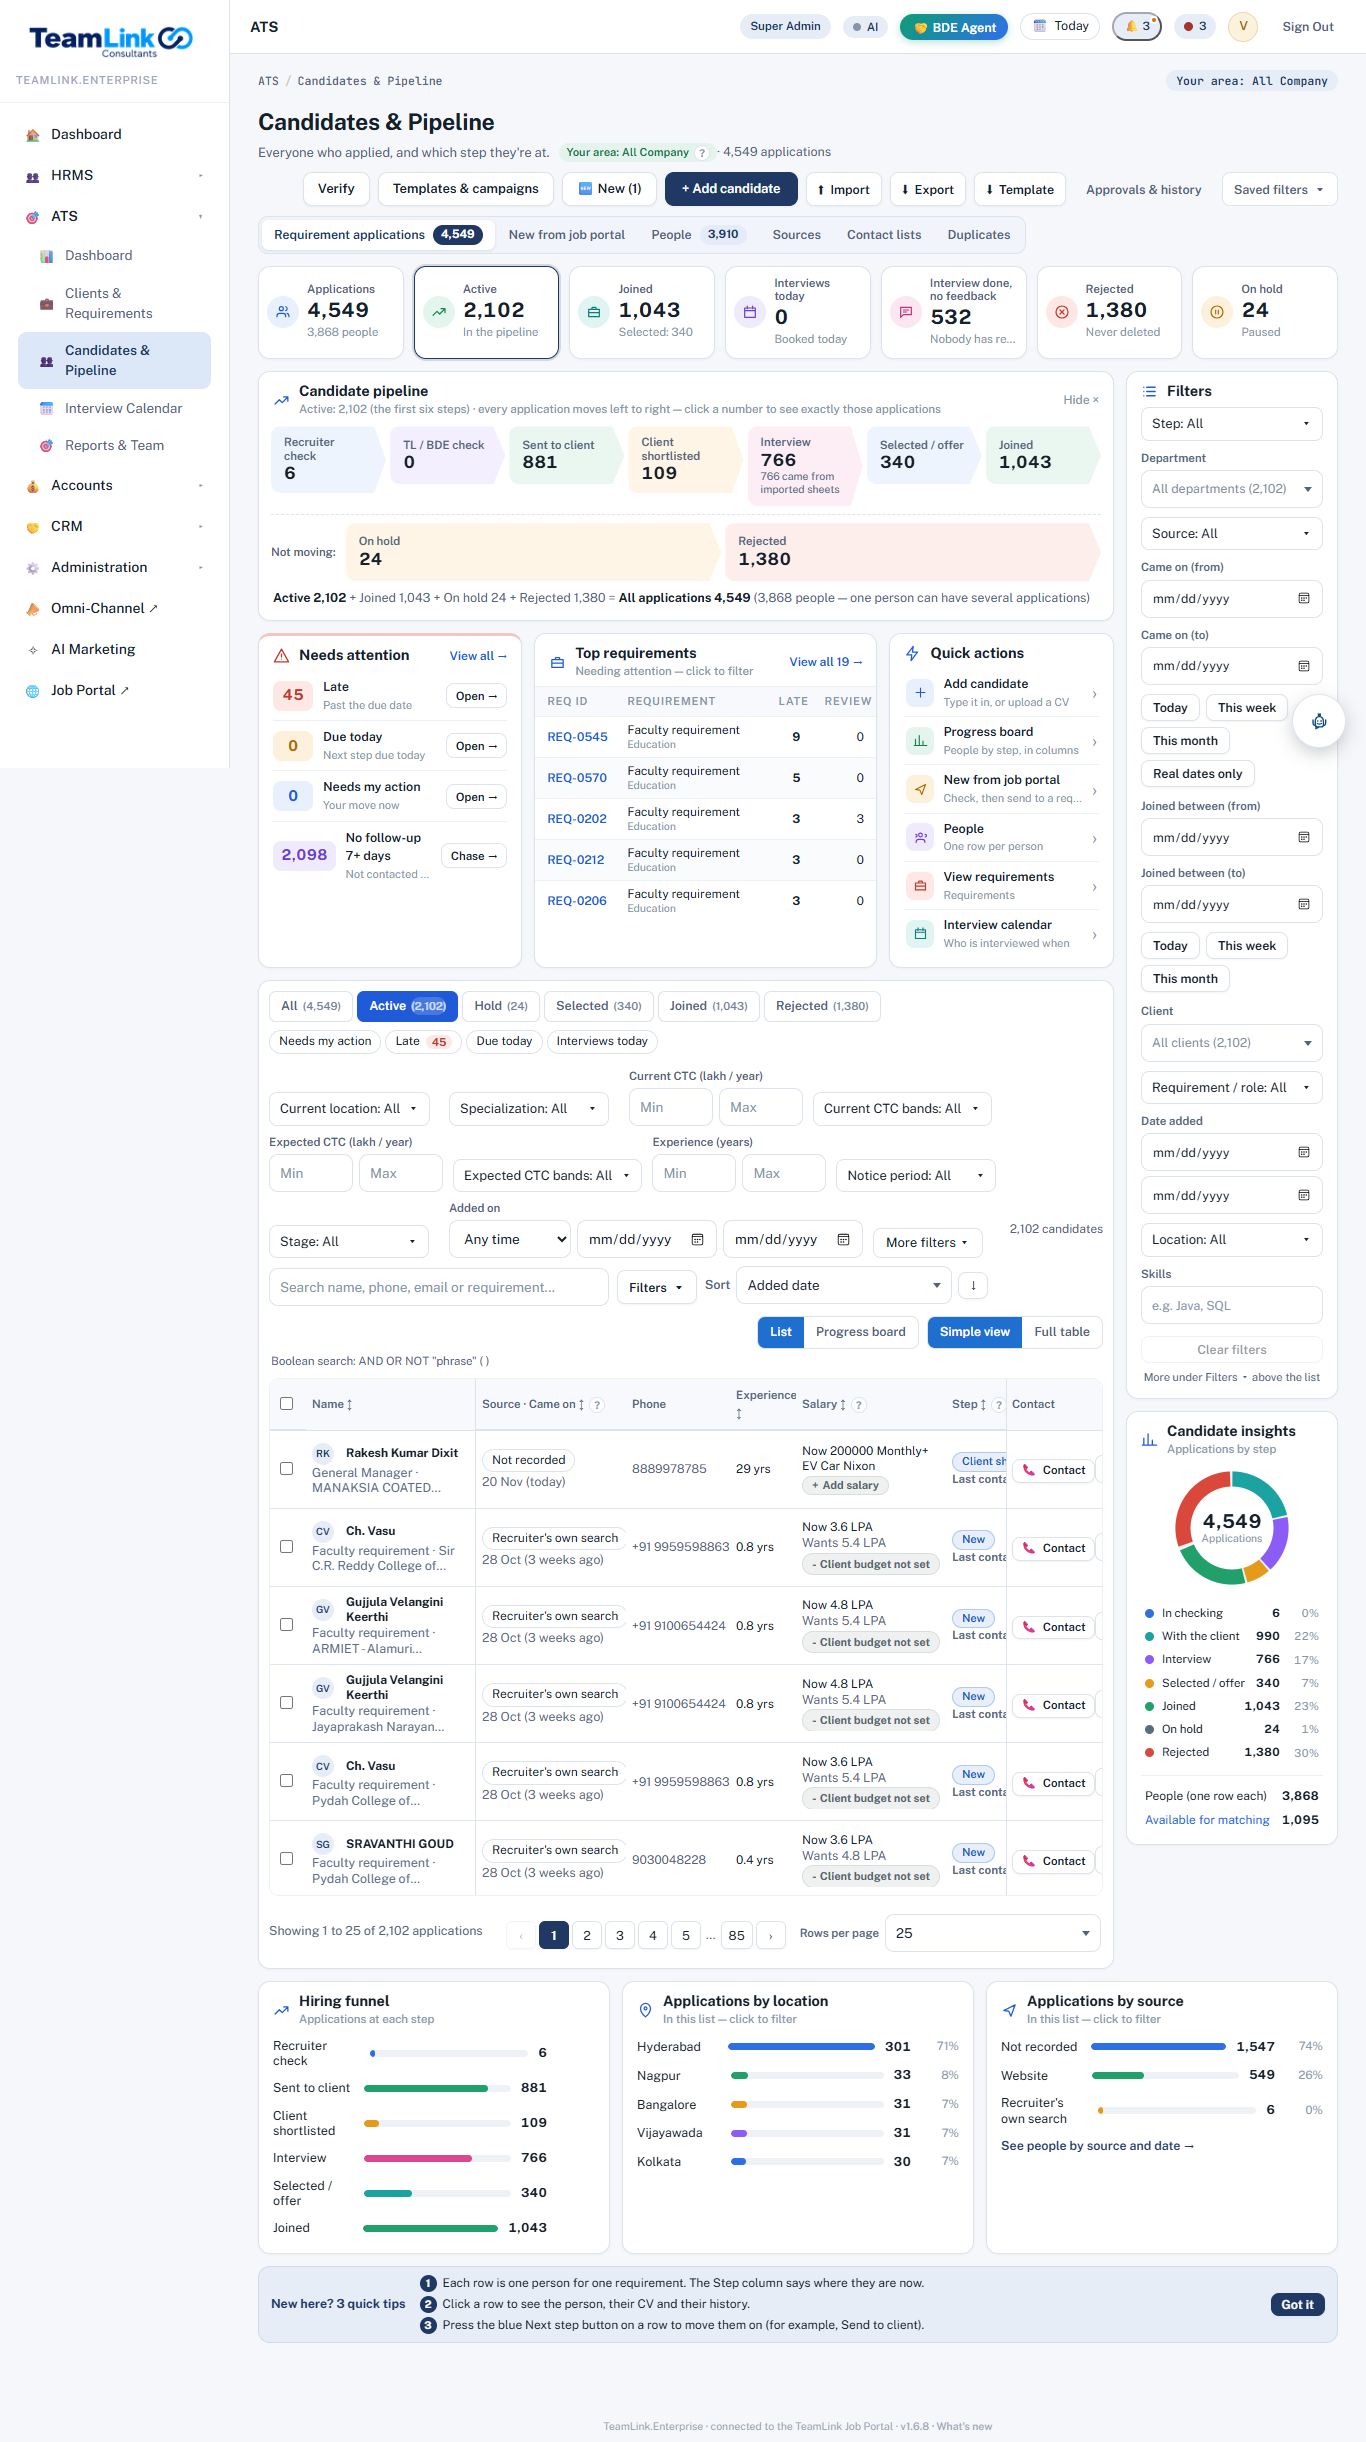 TeamLink
Consultants
TEAMLINK.ENTERPRISE
Dashboard
HRMS
ATS
Dashboard
Clients &
Requirements
Candidates &
Pipeline
Interview Calendar
Reports & Team
Accounts
CRM
Administration
Omni-Channel ↗
AI Marketing
Job Portal ↗
ATS
Super Admin
AI
BDE Agent
Today
3
3
V
Sign Out
ATS / Candidates & Pipeline
Your area: All Company
Candidates & Pipeline
Everyone who applied, and which step they're at. Your area: All Company ? · 4,549 applications
Verify
Templates & campaigns
New (1)
+ Add candidate
⬆ Import
⬇ Export
⬇ Template
Approvals & history
Saved filters
Requirement applications 4,549
New from job portal
People 3,910
Sources
Contact lists
Duplicates
Applications
4,549
3,868 people
Active
2,102
In the pipeline
Joined
1,043
Selected: 340
Interviews
today
0
Booked today
Interview done,
no feedback
532
Nobody has re...
Rejected
1,380
Never deleted
On hold
24
Paused
Candidate pipeline
Active: 2,102 (the first six steps) · every application moves left to right — click a number to see exactly those applications
Hide ×
Recruiter
check
6
TL / BDE check
0
Sent to client
881
Client
shortlisted
109
Interview
766
766 came from
imported sheets
Selected / offer
340
Joined
1,043
Not moving:
On hold
24
Rejected
1,380
Active 2,102 + Joined 1,043 + On hold 24 + Rejected 1,380 = All applications 4,549 (3,868 people — one person can have several applications)
Needs attention
View all →
45
Late
Past the due date
Open →
0
Due today
Next step due today
Open →
0
Needs my action
Your move now
Open →
2,098
No follow-up
7+ days
Not contacted ...
Chase →
Top requirements
Needing attention — click to filter
View all 19 →
REQ ID REQUIREMENT LATE REVIEW
REQ-0545 Faculty requirement 9 0
Education
REQ-0570 Faculty requirement 5 0
Education
REQ-0202 Faculty requirement 3 3
Education
REQ-0212 Faculty requirement 3 0
Education
REQ-0206 Faculty requirement 3 0
Education
Quick actions
Add candidate
Type it in, or upload a CV
Progress board
People by step, in columns
New from job portal
Check, then send to a req...
People
One row per person
View requirements
Requirements
Interview calendar
Who is interviewed when
All (4,549)
Active (2,102)
Hold (24)
Selected (340)
Joined (1,043)
Rejected (1,380)
Needs my action
Late 45
Due today
Interviews today
Current location: All
Specialization: All
Current CTC (lakh / year)
Min
Max
Current CTC bands: All
Expected CTC (lakh / year)
Min
Max
Expected CTC bands: All
Experience (years)
Min
Max
Notice period: All
Stage: All
Added on
Any time
mm/dd/yyyy
mm/dd/yyyy
More filters
2,102 candidates
Search name, phone, email or requirement...
Filters
Sort
Added date
↓
List
Progress board
Simple view
Full table
Boolean search: AND OR NOT "phrase" ( )
Name ↕
Source · Came on ↕ ?
Phone
Experience
↕
Salary ↕ ?
Step ↕ ?
Contact
RK
Rakesh Kumar Dixit
General Manager ·
MANAKSIA COATED...
Not recorded
20 Nov (today)
8889978785
29 yrs
Now 200000 Monthly+
EV Car Nixon
+ Add salary
Client sh
Last conta
Contact
CV
Ch. Vasu
Faculty requirement · Sir
C.R. Reddy College of...
Recruiter's own search
28 Oct (3 weeks ago)
+91 9959598863
0.8 yrs
Now 3.6 LPA
Wants 5.4 LPA
- Client budget not set
New
Last conta
Contact
GV
Gujjula Velangini
Keerthi
Faculty requirement ·
ARMIET - Alamuri...
Recruiter's own search
28 Oct (3 weeks ago)
+91 9100654424
0.8 yrs
Now 4.8 LPA
Wants 5.4 LPA
- Client budget not set
New
Last conta
Contact
GV
Gujjula Velangini
Keerthi
Faculty requirement ·
Jayaprakash Narayan...
Recruiter's own search
28 Oct (3 weeks ago)
+91 9100654424
0.8 yrs
Now 4.8 LPA
Wants 5.4 LPA
- Client budget not set
New
Last conta
Contact
CV
Ch. Vasu
Faculty requirement ·
Pydah College of...
Recruiter's own search
28 Oct (3 weeks ago)
+91 9959598863
0.8 yrs
Now 3.6 LPA
Wants 5.4 LPA
- Client budget not set
New
Last conta
Contact
SG
SRAVANTHI GOUD
Faculty requirement ·
Pydah College of...
Recruiter's own search
28 Oct (3 weeks ago)
9030048228
0.4 yrs
Now 3.6 LPA
Wants 4.8 LPA
- Client budget not set
New
Last conta
Contact
Showing 1 to 25 of 2,102 applications
‹ 1 2 3 4 5 ... 85 ›
Rows per page
25
Filters
Step: All
Department
All departments (2,102)
Source: All
Came on (from)
mm/dd/yyyy
Came on (to)
mm/dd/yyyy
Today
This week
This month
Real dates only
Joined between (from)
mm/dd/yyyy
Joined between (to)
mm/dd/yyyy
Today
This week
This month
Client
All clients (2,102)
Requirement / role: All
Date added
mm/dd/yyyy
mm/dd/yyyy
Location: All
Skills
e.g. Java, SQL
Clear filters
More under Filters ▾ above the list
Candidate insights
Applications by step
4,549
Applications
In checking 6 0%
With the client 990 22%
Interview 766 17%
Selected / offer 340 7%
Joined 1,043 23%
On hold 24 1%
Rejected 1,380 30%
People (one row each) 3,868
Available for matching 1,095
Hiring funnel
Applications at each step
Recruiter
check
6
Sent to client 881
Client
shortlisted
109
Interview 766
Selected /
offer
340
Joined 1,043
Applications by location
In this list — click to filter
Hyderabad 301 71%
Nagpur 33 8%
Bangalore 31 7%
Vijayawada 31 7%
Kolkata 30 7%
Applications by source
In this list — click to filter
Not recorded 1,547 74%
Website 549 26%
Recruiter's
own search
6 0%
See people by source and date →
New here? 3 quick tips
1 Each row is one person for one requirement. The Step column says where they are now.
2 Click a row to see the person, their CV and their history.
3 Press the blue Next step button on a row to move them on (for example, Send to client).
Got it
TeamLink.Enterprise · connected to the TeamLink Job Portal · v1.6.8 · What's new